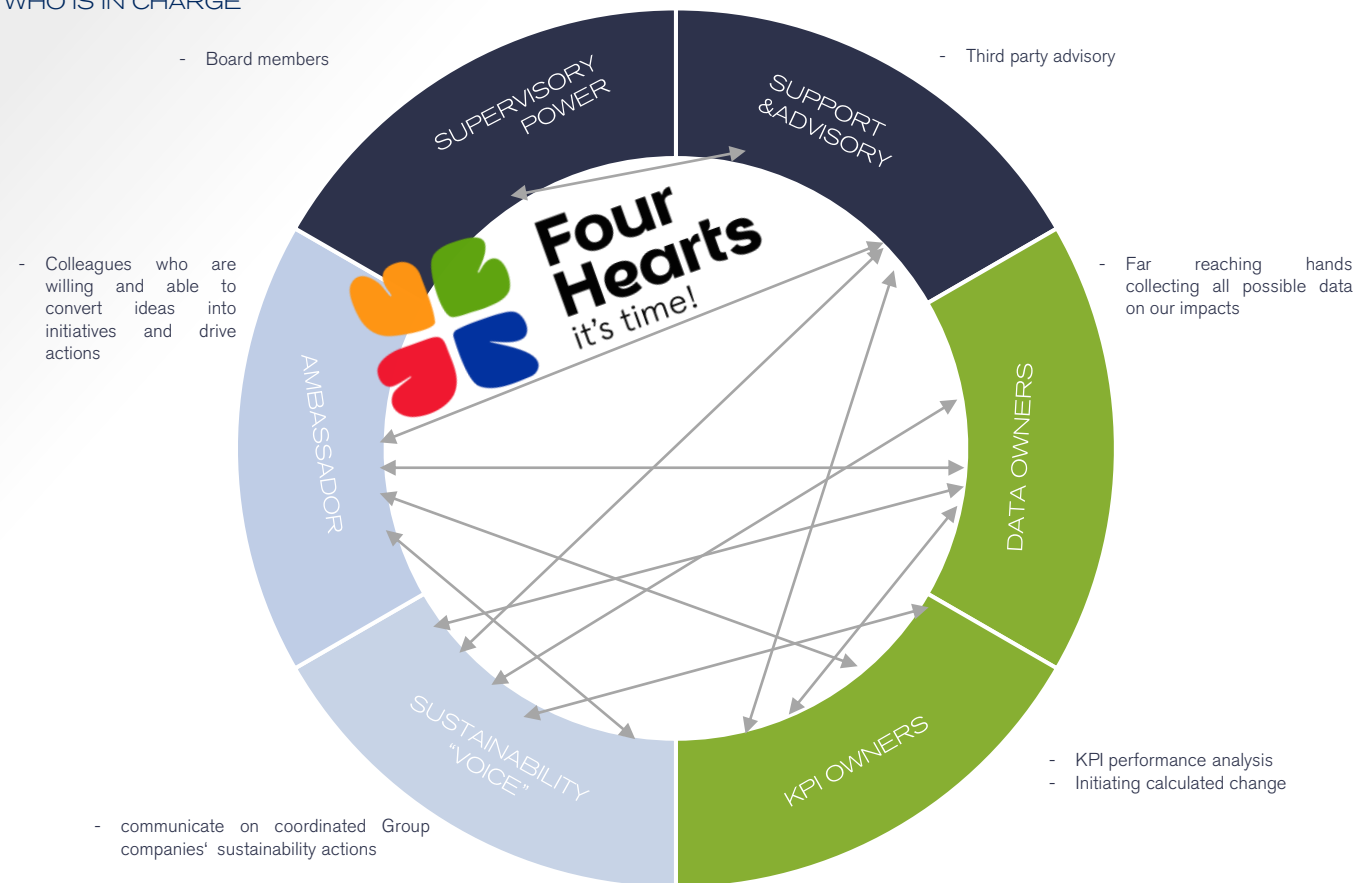 WHO IS IN CHARGE
- Board members
- Third party advisory
SUPERVISORY
POWER
SUPPORT
&ADVISORY
Four
Hearts
it's time!
- Colleagues who are
willing and able to
convert ideas into
initiatives and drive
actions
- Far reaching hands
collecting all possible data
on our impacts
AMBASSADOR
DATA OWNERS
SUSTAINABILITY
“VOICE”
KPI OWNERS
- KPI performance analysis
- Initiating calculated change
- communicate on coordinated Group
companies‘ sustainability actions